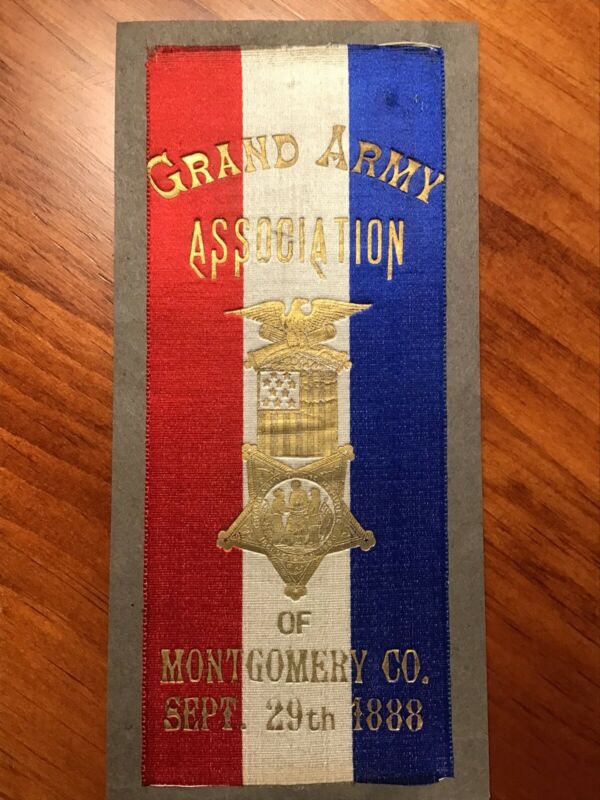 GRAND ARMY
ASSOCIATION
OF
MONTGOMERY CO.
SEPT. 29th 1888